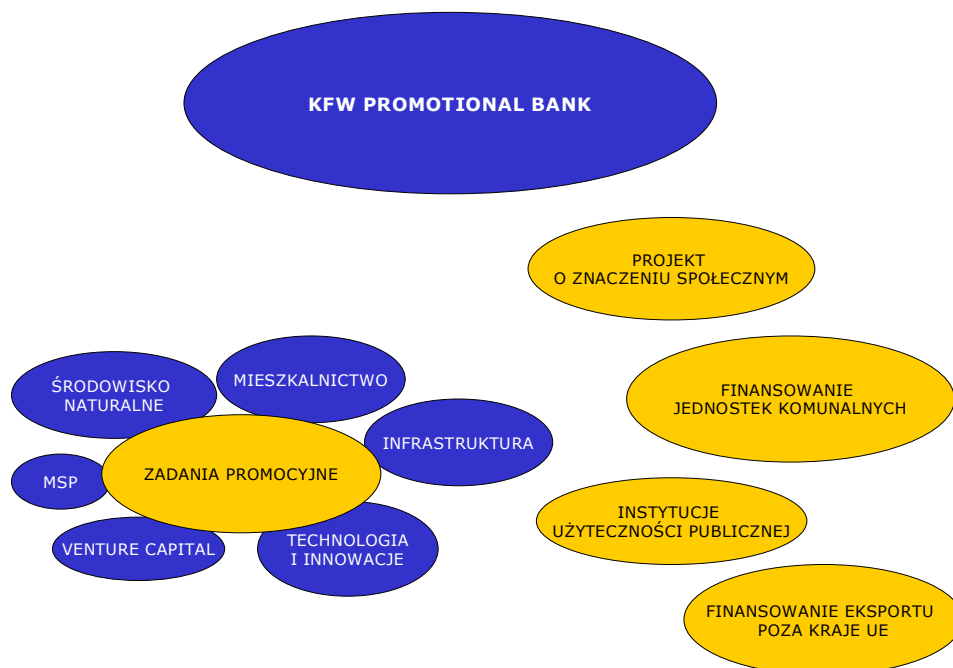 KFW PROMOTIONAL BANK
PROJEKT
O ZNACZENIU SPOŁECZNYM
ŚRODOWISKO
NATURALNE
MIESZKALNICTWO
FINANSOWANIE
JEDNOSTEK KOMUNALNYCH
INFRASTRUKTURA
MSP
ZADANIA PROMOCYJNE
INSTYTUCJE
UŻYTECZNOŚCI PUBLICZNEJ
VENTURE CAPITAL
TECHNOLOGIA
I INNOWACJE
FINANSOWANIE EKSPORTU
POZA KRAJE UE